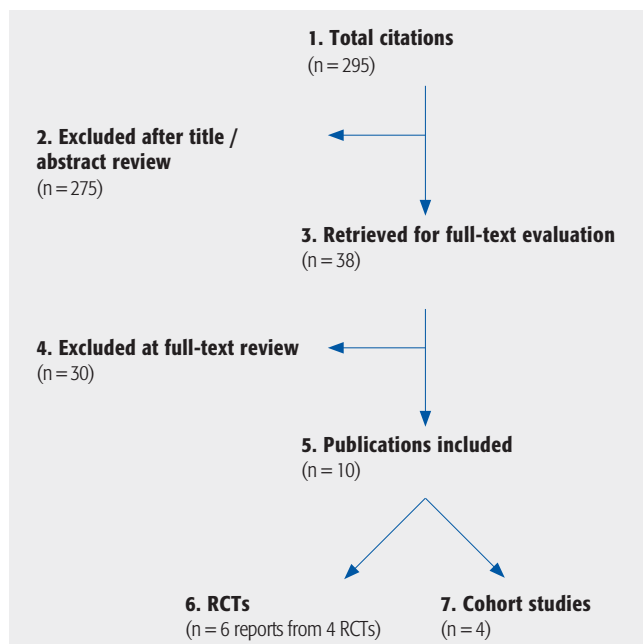 1. Total citations
(n = 295)
2. Excluded after title /
abstract review
(n = 275)
3. Retrieved for full-text evaluation
(n = 38)
4. Excluded at full-text review
(n = 30)
5. Publications included
(n = 10)
6. RCTs
(n = 6 reports from 4 RCTs)
7. Cohort studies
(n = 4)